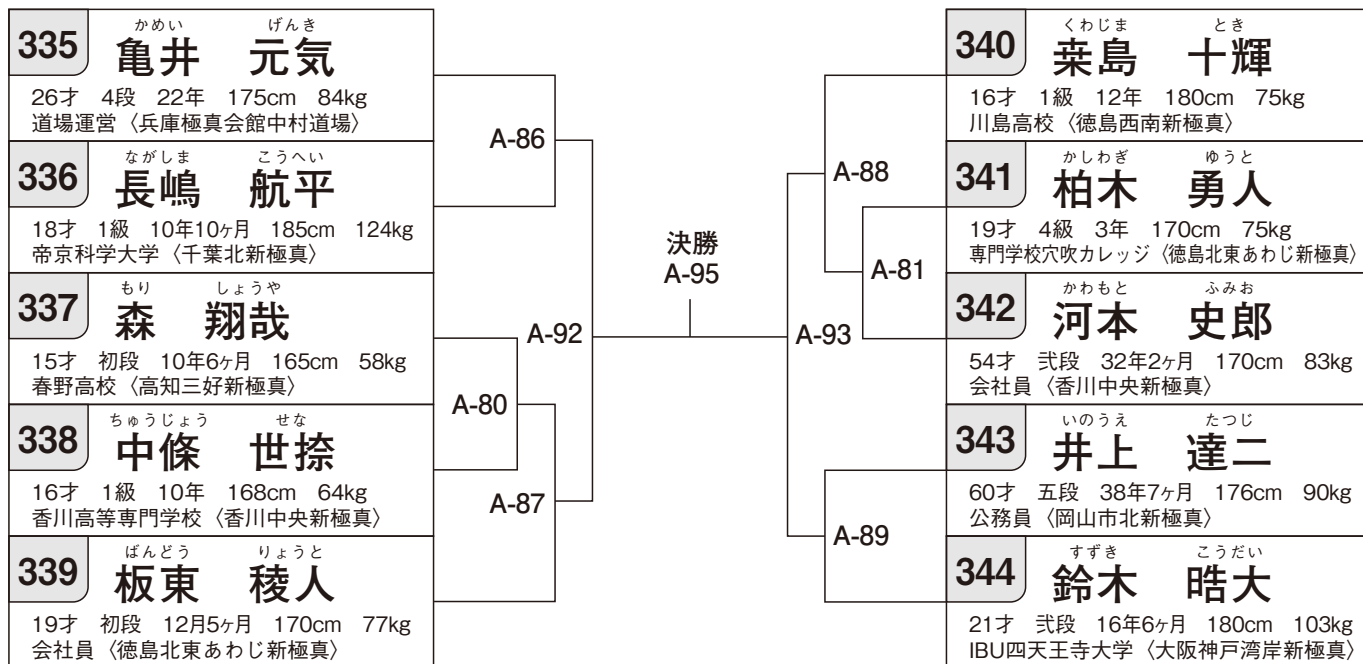 335
かめい げんき
亀井 元気
26才 4段 22年 175cm 84kg
道場運営〈兵庫極真会館中村道場〉
336
ながしま こうへい
長嶋 航平
18才 1級 10年10ヶ月 185cm 124kg
帝京科学大学〈千葉北新極真〉
337
もり しょうや
森 翔哉
15才 初段 10年6ヶ月 165cm 58kg
春野高校〈高知三好新極真〉
338
ちゅうじょう せな
中條 世捺
16才 1級 10年 168cm 64kg
香川高等専門学校〈香川中央新極真〉
339
ばんどう りょうと
板東 稜人
19才 初段 12月5ヶ月 170cm 77kg
会社員〈徳島北東あわじ新極真〉
A-86
A-80
A-87
A-92
決勝
A-95
A-93
A-88
A-81
A-89
340
くわじま とき
桒島 十輝
16才 1級 12年 180cm 75kg
川島高校〈徳島西南新極真〉
341
かしわぎ ゆうと
柏木 勇人
19才 4級 3年 170cm 75kg
専門学校穴吹カレッジ〈徳島北東あわじ新極真〉
342
かわもと ふみお
河本 史郎
54才 弐段 32年2ヶ月 170cm 83kg
会社員〈香川中央新極真〉
343
いのうえ たつじ
井上 達二
60才 五段 38年7ヶ月 176cm 90kg
公務員〈岡山市北新極真〉
344
すずき こうだい
鈴木 晧大
21才 弐段 16年6ヶ月 180cm 103kg
IBU四天王寺大学〈大阪神戸湾岸新極真〉